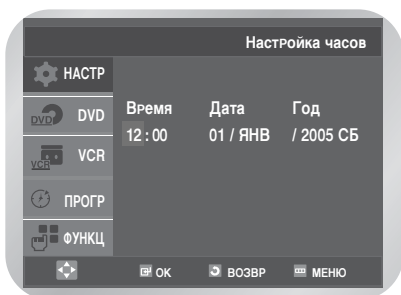 Настройка часов
НАСТР
DVD DVD
Время Дата Год
12 : 00 01 / ЯНВ / 2005 СБ
VCR VCR
ПРОГР
ФУНКЦ
ОК ВОЗВР МЕНЮ